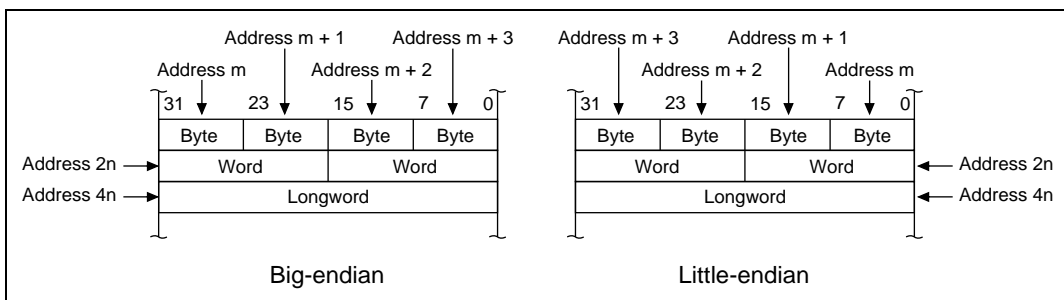 Address m + 1 Address m + 3 Address m + 3 Address m + 1
Address m Address m + 2 Address m + 2 Address m
31 23 15 7 0 31 23 15 7 0
Byte Byte Byte Byte Byte Byte Byte Byte
Address 2n Word Word Word Word Address 2n
Address 4n Longword Longword Address 4n
Big-endian Little-endian